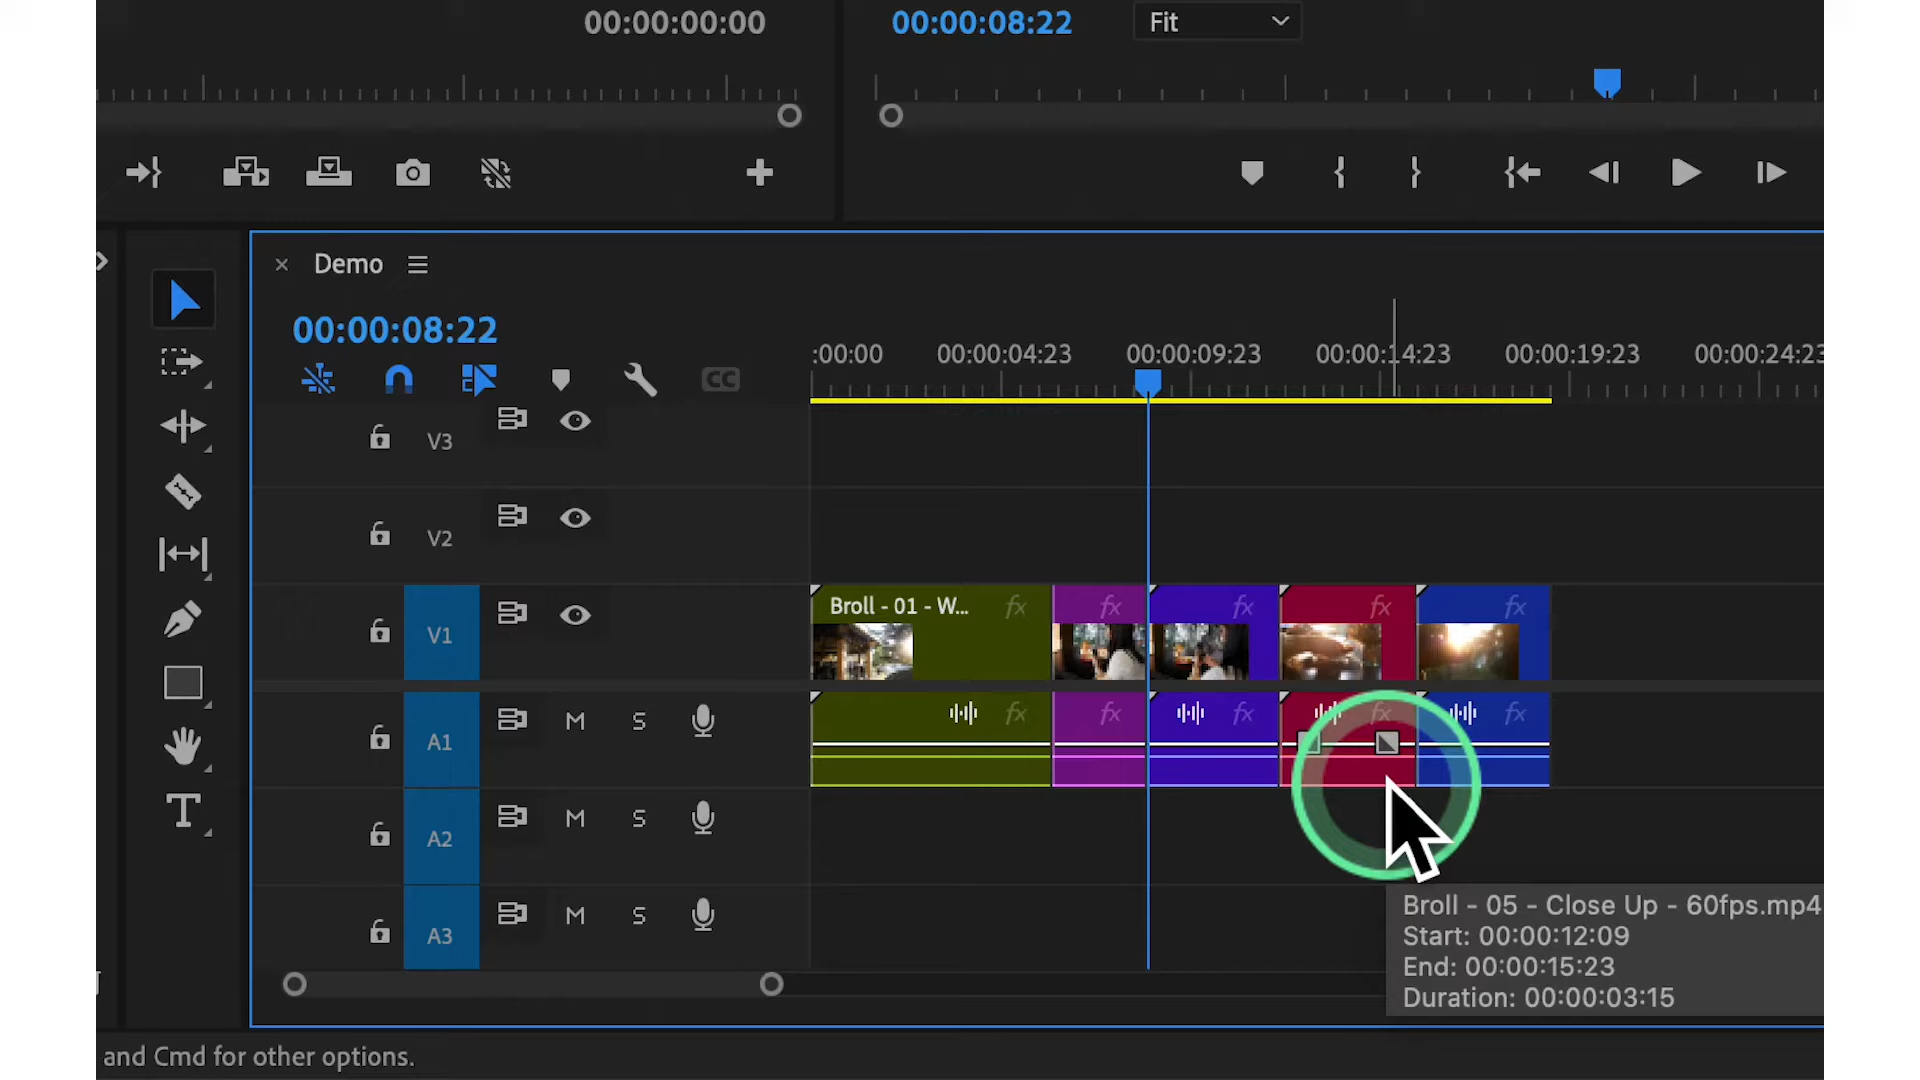 00:00:00:00
00:00:08:22
Fit
Demo
00:00:08:22
:00:00
00:00:04:23
00:00:09:23
00:00:14:23
00:00:19:23
00:00:24:23
CC
V3
V2
V1
Broll - 01 - W...
fx
fx
fx
fx
fx
A1
M
S
fx
fx
fx
fx
fx
A2
M
S
A3
M
S
T
Broll - 05 - Close Up - 60fps.mp4
Start: 00:00:12:09
End: 00:00:15:23
Duration: 00:00:03:15
and Cmd for other options.